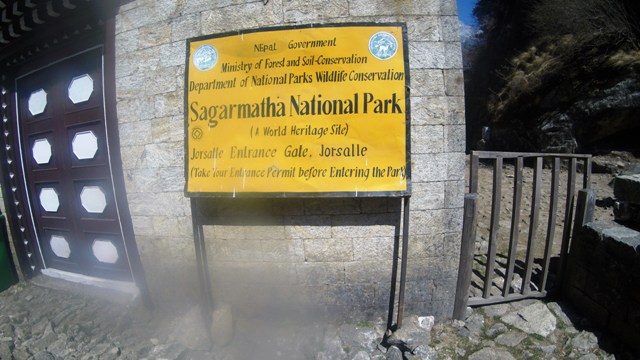 Nepal Government
Ministry of Forest and Soil-Conservation
Department of National Parks Wildlife Conservation
Sagarmatha National Park
(A World Heritage Site)
Jorsalle Entrance Gate, Jorsalle
(Take Your Entrance Permit before Entering the Park)